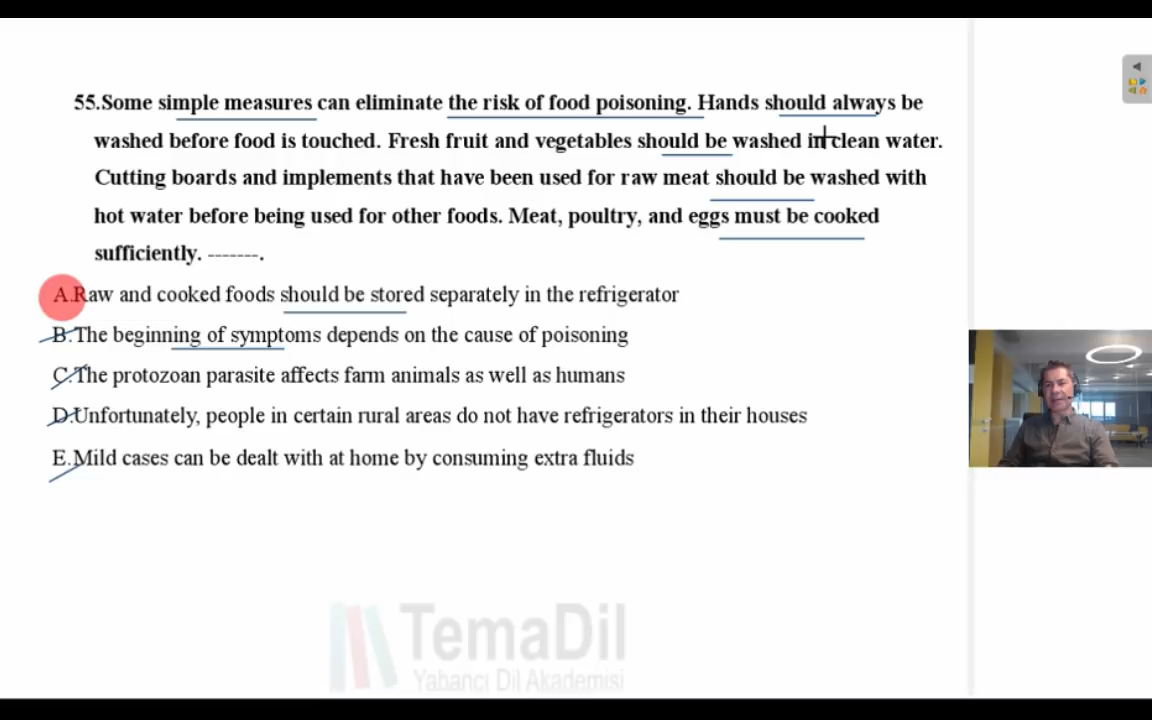 55.Some simple measures can eliminate the risk of food poisoning. Hands should always be
washed before food is touched. Fresh fruit and vegetables should be washed in clean water.
Cutting boards and implements that have been used for raw meat should be washed with
hot water before being used for other foods. Meat, poultry, and eggs must be cooked
sufficiently. -------.
A.Raw and cooked foods should be stored separately in the refrigerator
B.The beginning of symptoms depends on the cause of poisoning
C.The protozoan parasite affects farm animals as well as humans
D.Unfortunately, people in certain rural areas do not have refrigerators in their houses
E.Mild cases can be dealt with at home by consuming extra fluids
TemaDil
Yabancı Dil Akademisi